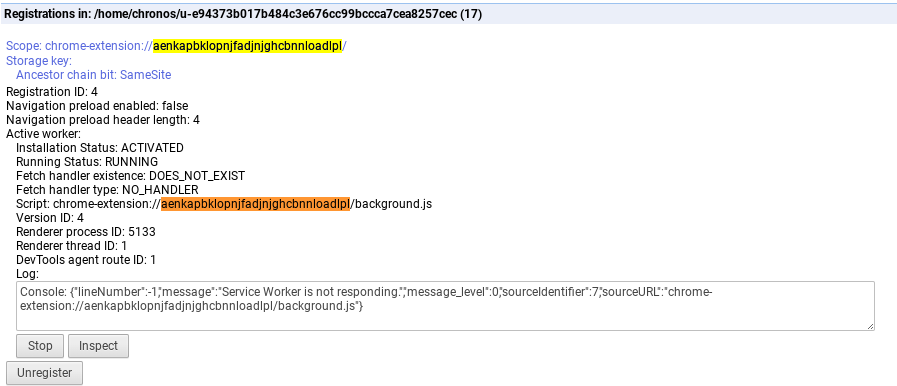 Registrations in: /home/chronos/u-e94373b017b484c3e676cc99bccca7cea8257cec (17)
Scope: chrome-extension://aenkapbklopnjfadjnjghcbnnloadlpl/
Storage key:
Ancestor chain bit: SameSite
Registration ID: 4
Navigation preload enabled: false
Navigation preload header length: 4
Active worker:
Installation Status: ACTIVATED
Running Status: RUNNING
Fetch handler existence: DOES_NOT_EXIST
Fetch handler type: NO_HANDLER
Script: chrome-extension://aenkapbklopnjfadjnjghcbnnloadlpl/background.js
Version ID: 4
Renderer process ID: 5133
Renderer thread ID: 1
DevTools agent route ID: 1
Log:
Console: {"lineNumber":-1,"message":"Service Worker is not responding.","message_level":0,"sourceIdentifier":7,"sourceURL":"chrome-
extension://aenkapbklopnjfadjnjghcbnnloadlpl/background.js"}
Stop Inspect
Unregister